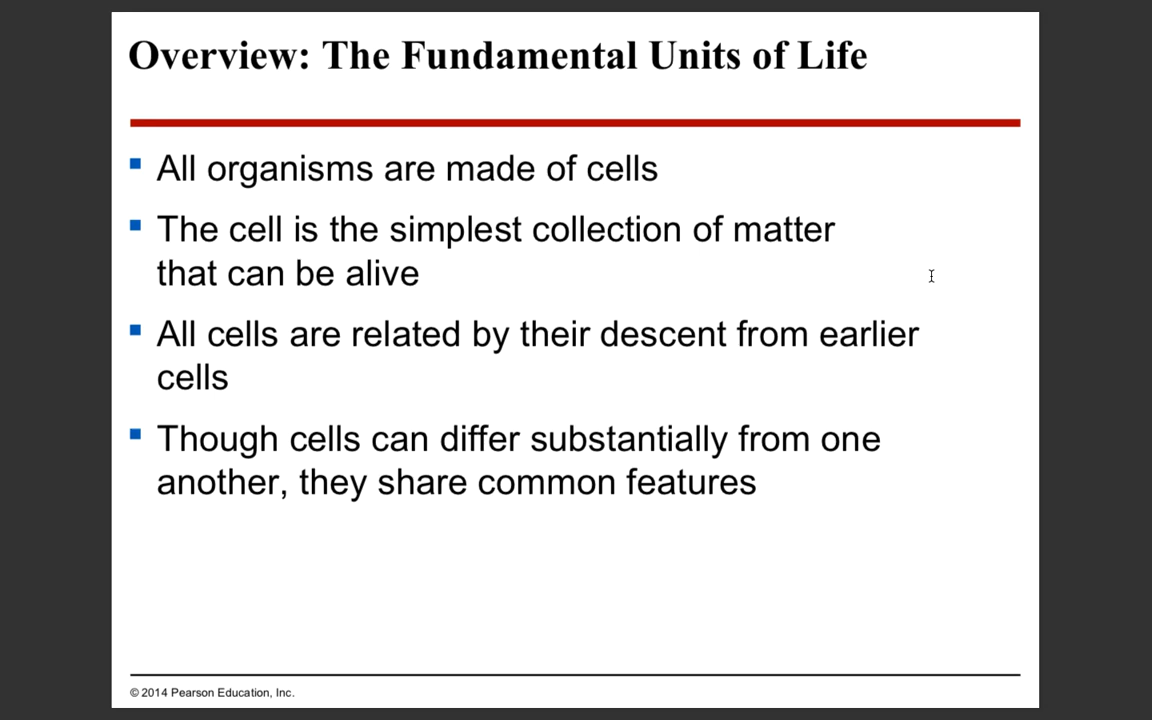 Overview: The Fundamental Units of Life
All organisms are made of cells
The cell is the simplest collection of matter
that can be alive
All cells are related by their descent from earlier
cells
Though cells can differ substantially from one
another, they share common features
© 2014 Pearson Education, Inc.